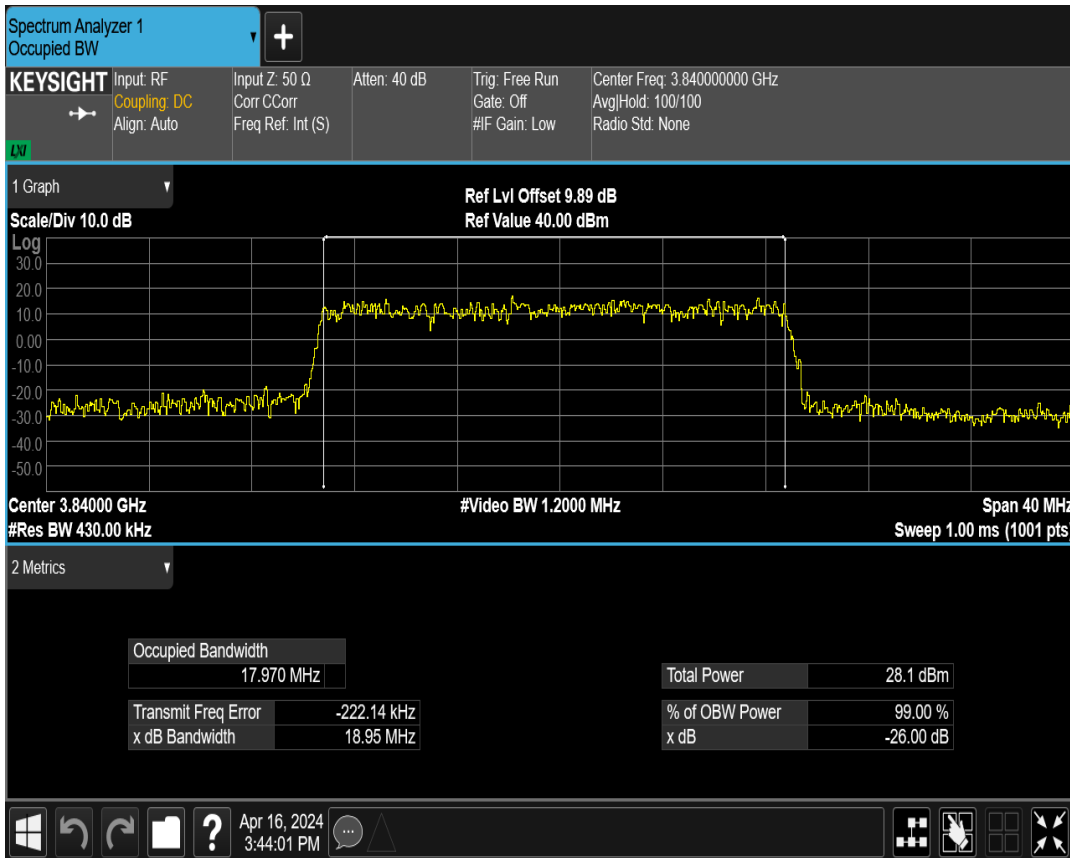 Spectrum Analyzer 1
Occupied BW
+
KEYSIGHT
Input: RF
Coupling: DC
Align: Auto
Input Z: 50 Ω
Corr CCorr
Freq Ref: Int (S)
Atten: 40 dB
Trig: Free Run
Gate: Off
#IF Gain: Low
Center Freq: 3.840000000 GHz
Avg|Hold: 100/100
Radio Std: None
LXI
1 Graph
Scale/Div 10.0 dB
Ref Lvl Offset 9.89 dB
Ref Value 40.00 dBm
Log
30.0
20.0
10.0
0.00
-10.0
-20.0
-30.0
-40.0
-50.0
Center 3.84000 GHz
#Video BW 1.2000 MHz
Span 40 MHz
#Res BW 430.00 kHz
Sweep 1.00 ms (1001 pts)
2 Metrics
Occupied Bandwidth
17.970 MHz
Transmit Freq Error -222.14 kHz
x dB Bandwidth 18.95 MHz
Total Power 28.1 dBm
% of OBW Power 99.00 %
x dB -26.00 dB
?
Apr 16, 2024
3:44:01 PM